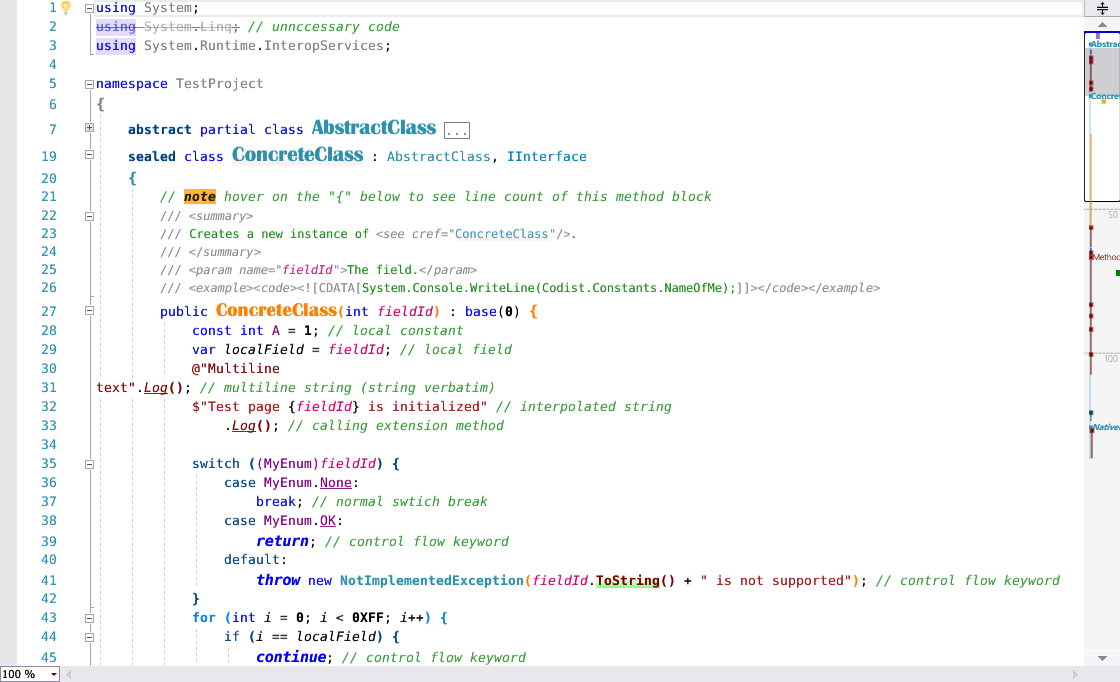 1 using System;
2 using System.Linq; // unnccessary code
3 using System.Runtime.InteropServices;
4
5 namespace TestProject
6 {
7 abstract partial class AbstractClass ...
19 sealed class ConcreteClass : AbstractClass, IInterface
20 {
21 // note hover on the "{" below to see line count of this method block
22 /// <summary>
23 /// Creates a new instance of <see cref="ConcreteClass"/>.
24 /// </summary>
25 /// <param name="fieldId">The field.</param>
26 /// <example><code><![CDATA[System.Console.WriteLine(Codist.Constants.NameOfMe);]]></code></example>
27 public ConcreteClass(int fieldId) : base(0) {
28 const int A = 1; // local constant
29 var localField = fieldId; // local field
30 @"Multiline
31 text".Log(); // multiline string (string verbatim)
32 $"Test page {fieldId} is initialized" // interpolated string
33 .Log(); // calling extension method
34
35 switch ((MyEnum)fieldId) {
36 case MyEnum.None:
37 break; // normal swtich break
38 case MyEnum.OK:
39 return; // control flow keyword
40 default:
41 throw new NotImplementedException(fieldId.ToString() + " is not supported"); // control flow keyword
42 }
43 for (int i = 0; i < 0XFF; i++) {
44 if (i == localField) {
45 continue; // control flow keyword
100 %
Abstrac
Concre
50
Method
100
Native